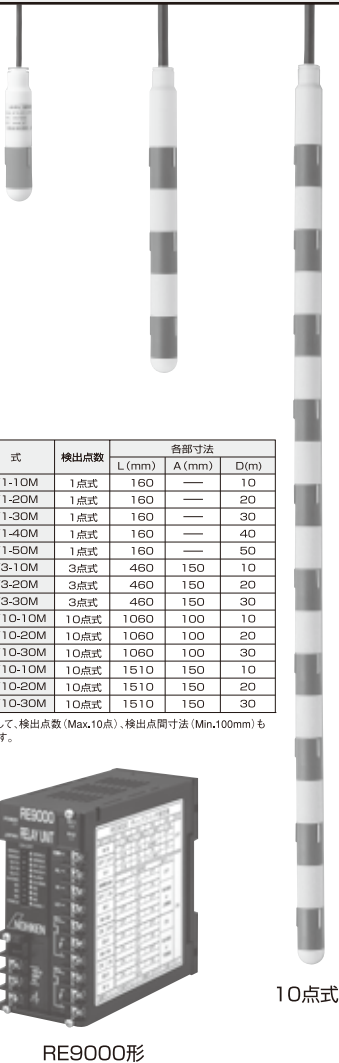 式 検出点数 各部寸法
L(mm) A(mm) D(m)
1-10M 1点式 160 — 10
1-20M 1点式 160 — 20
1-30M 1点式 160 — 30
1-40M 1点式 160 — 40
1-50M 1点式 160 — 50
3-10M 3点式 460 150 10
3-20M 3点式 460 150 20
3-30M 3点式 460 150 30
10-10M 10点式 1060 100 10
10-20M 10点式 1060 100 20
10-30M 10点式 1060 100 30
10-10M 10点式 1510 150 10
10-20M 10点式 1510 150 20
10-30M 10点式 1510 150 30
して、検出点数(Max.10点)、検出点間寸法(Min.100mm)も
す。
RE9000
RELAY UNIT
NOHKEN
10点式
RE9000形